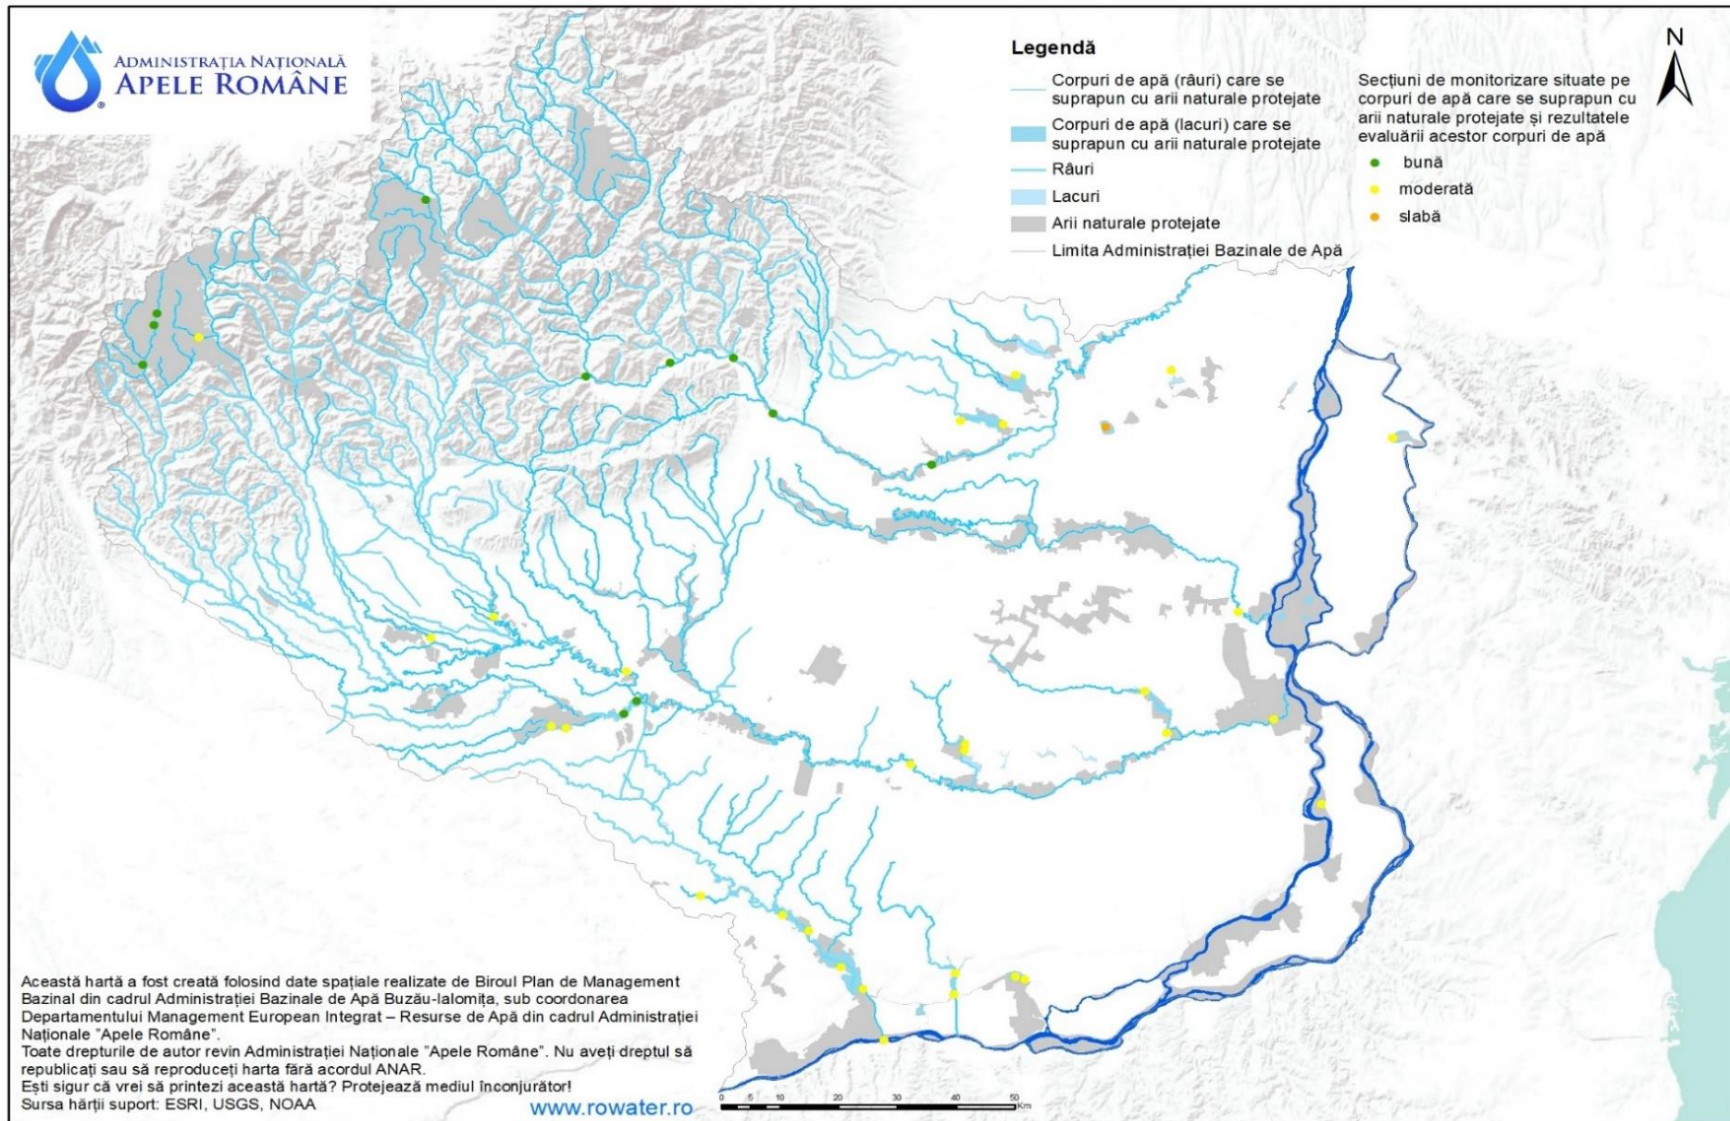 ADMINISTRAȚIA NAȚIONALĂ
APELE ROMÂNE
®
Legendă
Corpuri de apă (râuri) care se
suprapun cu arii naturale protejate
Corpuri de apă (lacuri) care se
suprapun cu arii naturale protejate
Râuri
Lacuri
Arii naturale protejate
Limita Administrației Bazinale de Apă
Secțiuni de monitorizare situate pe
corpuri de apă care se suprapun cu
arii naturale protejate și rezultatele
evaluării acestor corpuri de apă
bună
moderată
slabă
N
Această hartă a fost creată folosind date spațiale realizate de Biroul Plan de Management
Bazinal din cadrul Administrației Bazinale de Apă Buzău-Ialomița, sub coordonarea
Departamentului Management European Integrat – Resurse de Apă din cadrul Administrației
Naționale "Apele Române".
Toate drepturile de autor revin Administrației Naționale "Apele Române". Nu aveți dreptul să
republicați sau să reproduceți harta fără acordul ANAR.
Ești sigur că vrei să printezi această hartă? Protejează mediul înconjurător!
Sursa hărții suport: ESRI, USGS, NOAA
www.rowater.ro
0 5 10 20 30 40 50
Km